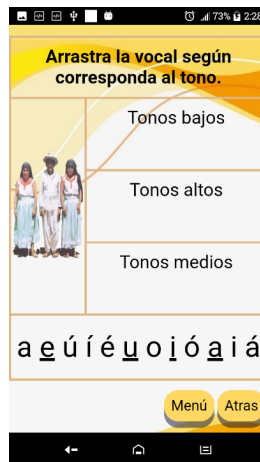 73% 2:28
Arrastra la vocal según
corresponda al tono.
Tonos bajos
Tonos altos
Tonos medios
a e̲ ú í é u̲ o i̲ ó a̲ i á
Menú Atras